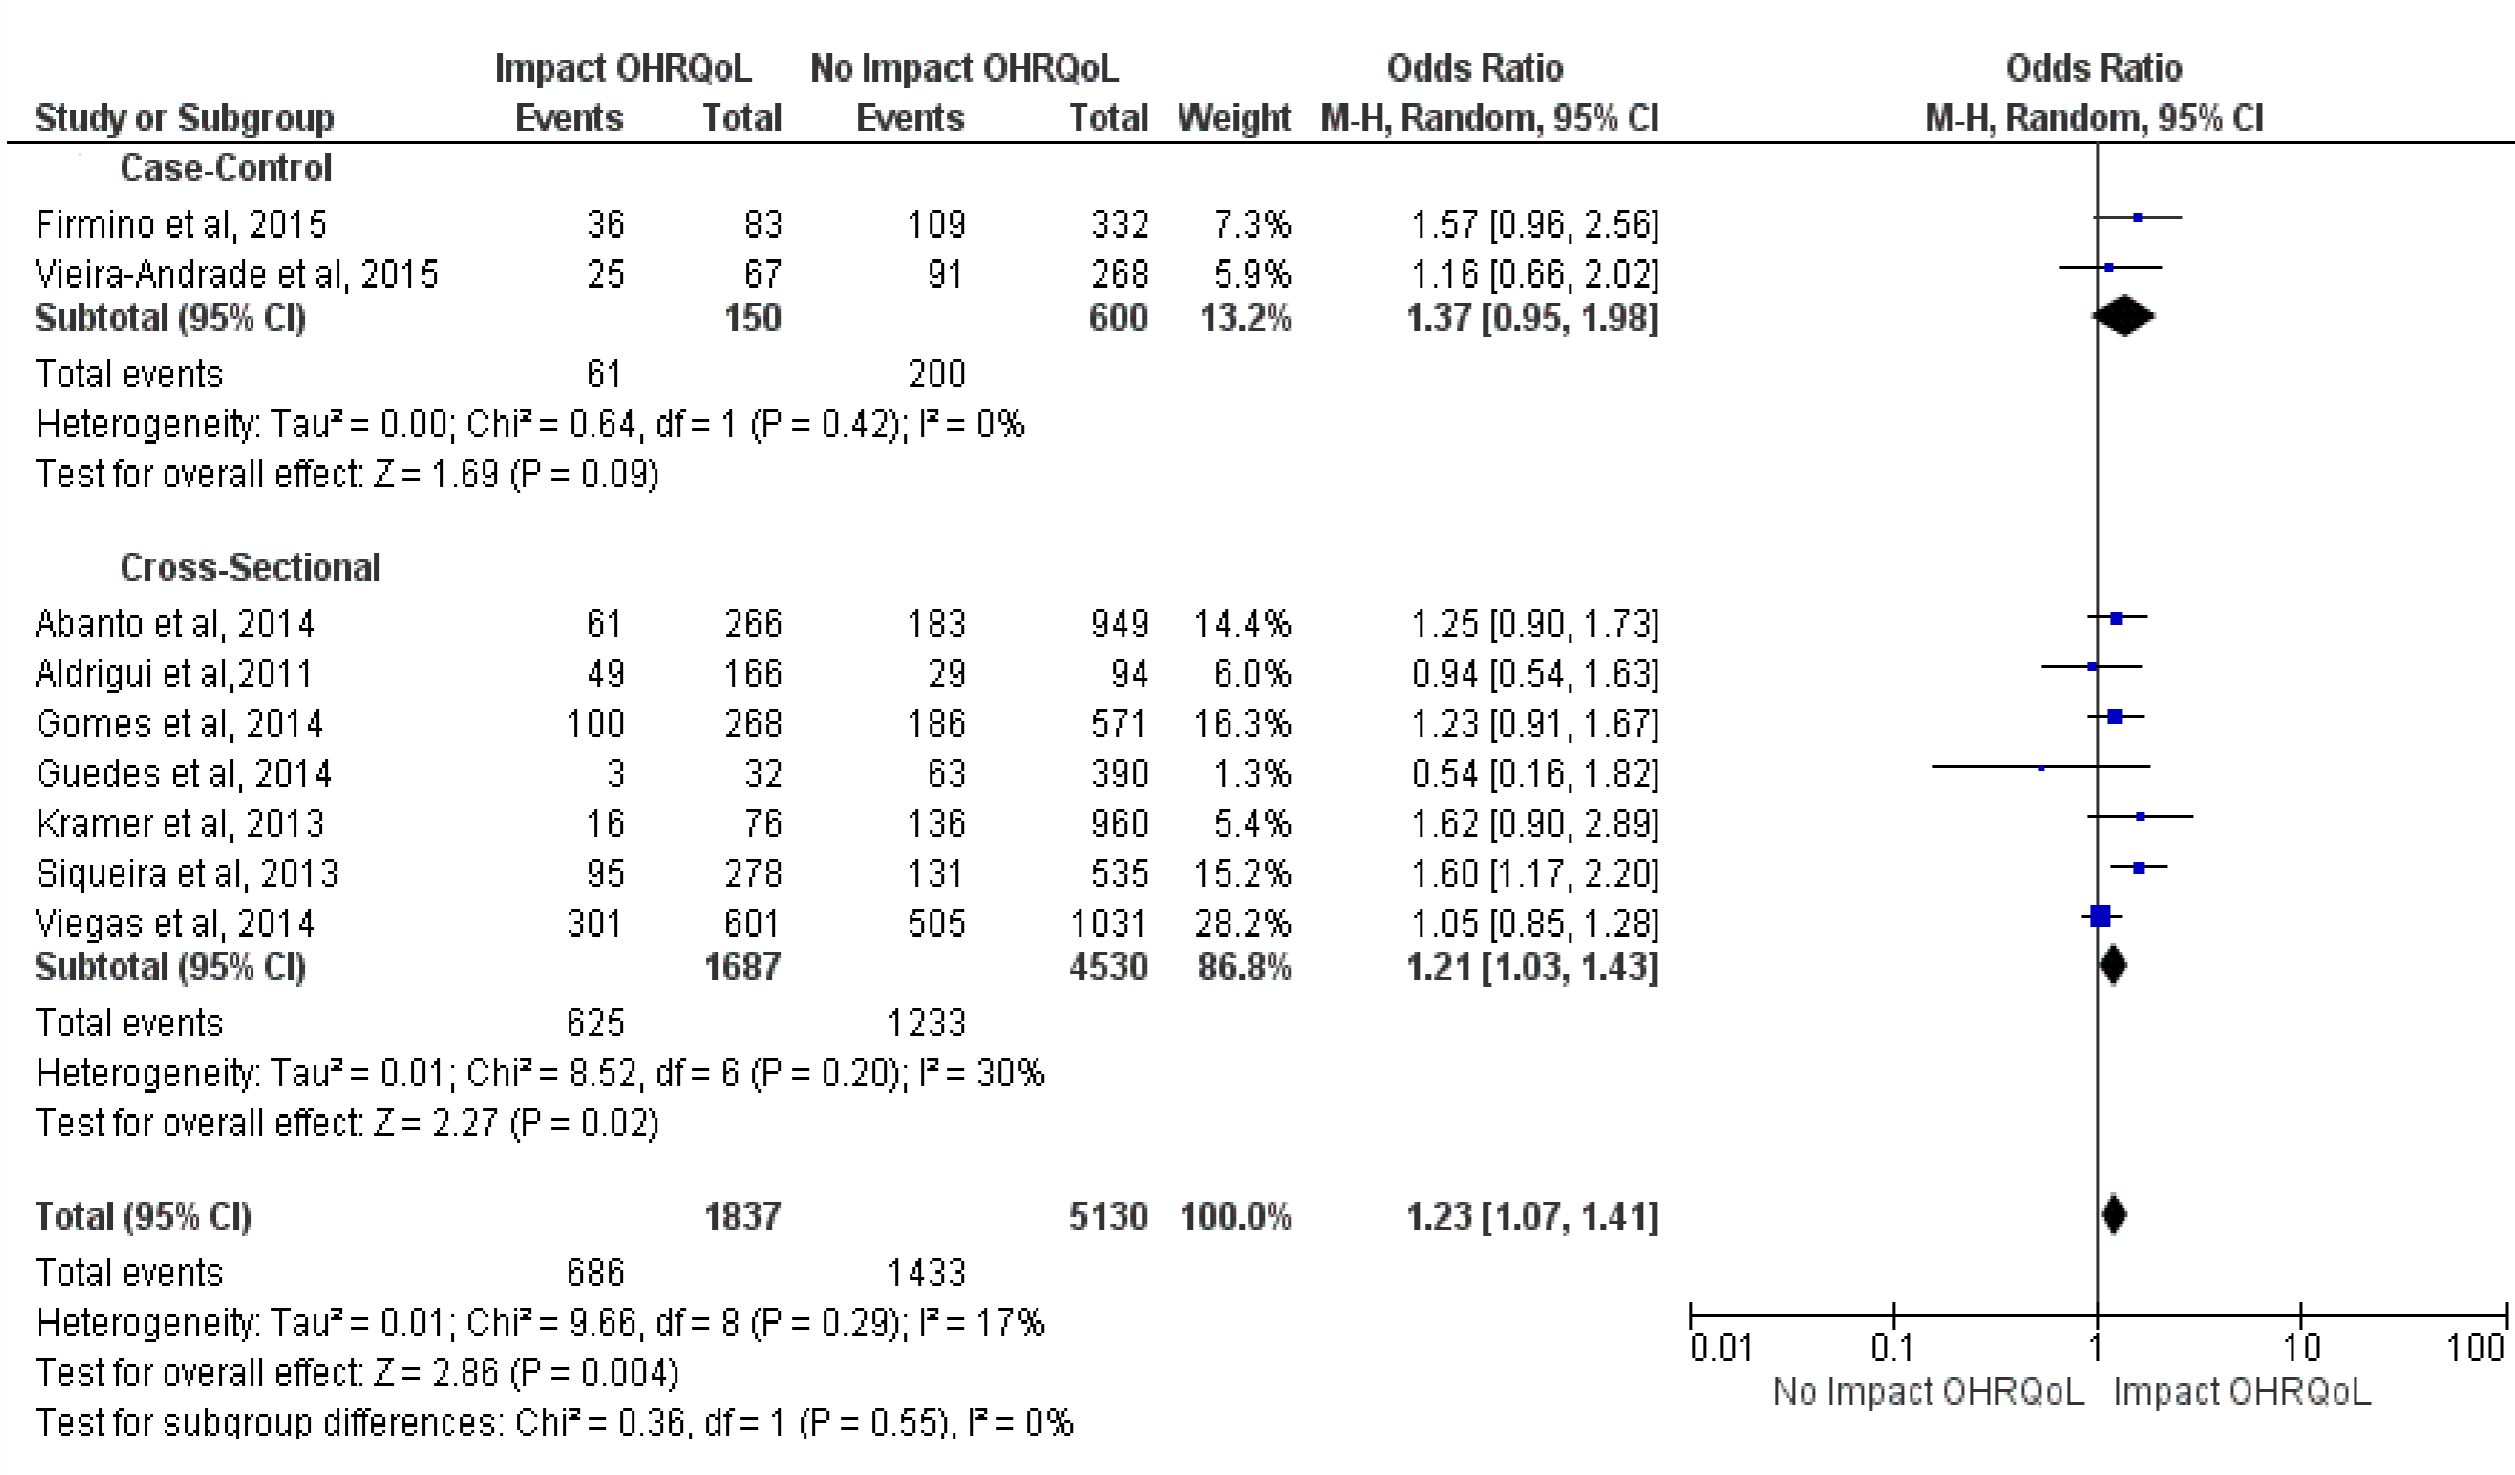 Impact OHRQoL No Impact OHRQoL Odds Ratio Odds Ratio
Study or Subgroup Events Total Events Total Weight M-H, Random, 95% CI M-H, Random, 95% CI
Case-Control
Firmino et al, 2015 36 83 109 332 7.3% 1.57 [0.96, 2.56]
Vieira-Andrade et al, 2015 25 67 91 268 5.9% 1.16 [0.66, 2.02]
Subtotal (95% CI) 150 600 13.2% 1.37 [0.95, 1.98]
Total events 61 200
Heterogeneity: Tau² = 0.00; Chi² = 0.64, df = 1 (P = 0.42); I² = 0%
Test for overall effect: Z = 1.69 (P = 0.09)
Cross-Sectional
Abanto et al, 2014 61 266 183 949 14.4% 1.25 [0.90, 1.73]
Aldrigui et al,2011 49 166 29 94 6.0% 0.94 [0.54, 1.63]
Gomes et al, 2014 100 268 186 571 16.3% 1.23 [0.91, 1.67]
Guedes et al, 2014 3 32 63 390 1.3% 0.54 [0.16, 1.82]
Kramer et al, 2013 16 76 136 960 5.4% 1.62 [0.90, 2.89]
Siqueira et al, 2013 95 278 131 535 15.2% 1.60 [1.17, 2.20]
Viegas et al, 2014 301 601 505 1031 28.2% 1.05 [0.85, 1.28]
Subtotal (95% CI) 1687 4530 86.8% 1.21 [1.03, 1.43]
Total events 625 1233
Heterogeneity: Tau² = 0.01; Chi² = 8.52, df = 6 (P = 0.20); I² = 30%
Test for overall effect: Z = 2.27 (P = 0.02)
Total (95% CI) 1837 5130 100.0% 1.23 [1.07, 1.41]
Total events 686 1433
Heterogeneity: Tau² = 0.01; Chi² = 9.66, df = 8 (P = 0.29); I² = 17%
Test for overall effect: Z = 2.86 (P = 0.004)
Test for subgroup differences: Chi² = 0.36, df = 1 (P = 0.55), I² = 0%
0.01 0.1 1 10 100
No Impact OHRQoL Impact OHRQoL